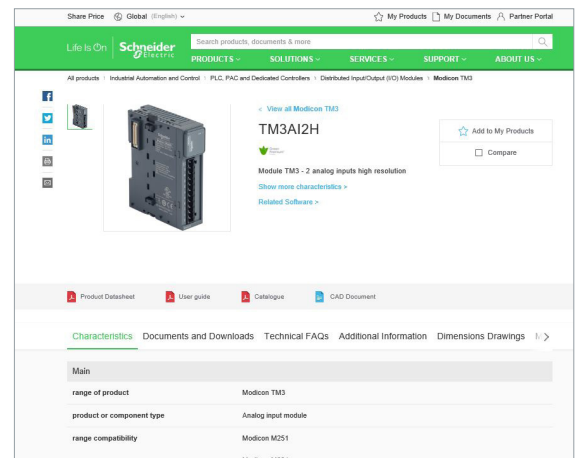 Share Price Global (English) My Products My Documents Partner Portal
Life Is On Schneider Electric
Search products, documents & more
PRODUCTS SOLUTIONS SERVICES SUPPORT ABOUT US
All products Industrial Automation and Control PLC, PAC and Dedicated Controllers Distributed Input/Output (I/O) Modules Modicon TM3
< View all Modicon TM3
TM3AI2H
Add to My Products
Compare
Module TM3 - 2 analog inputs high resolution
Show more characteristics >
Related Software >
Product Datasheet User guide Catalogue CAD Document
Characteristics Documents and Downloads Technical FAQs Additional Information Dimensions Drawings
Main
range of product Modicon TM3
product or component type Analog input module
range compatibility Modicon M251